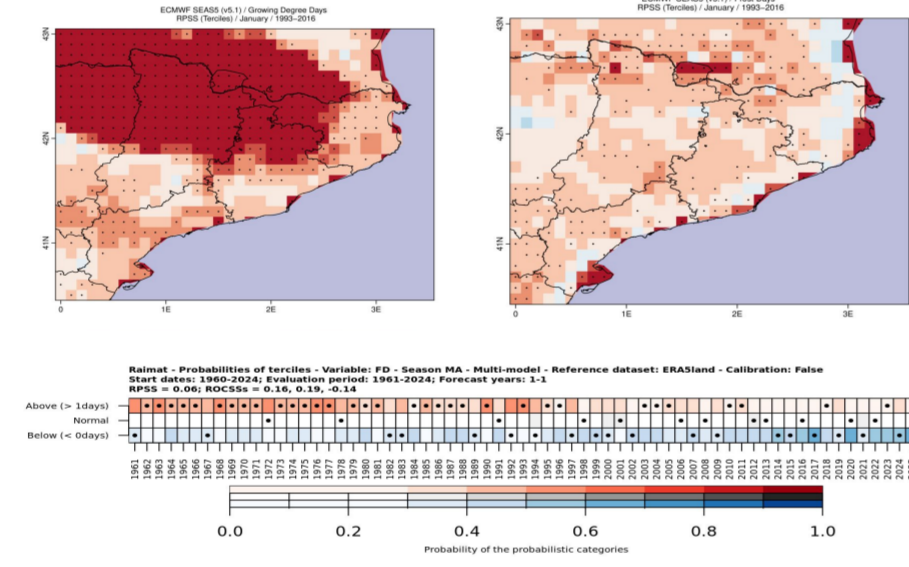 ECMWF SEAS5 (v5.1) / Growing Degree Days
RPSS (Terciles) / January / 1993−2016
RPSS (Terciles) / January / 1993−2016
43N
42N
41N
0
1E
2E
3E
43N
42N
41N
0
1E
2E
3E
Raimat - Probabilities of terciles - Variable: FD - Season MA - Multi-model - Reference dataset: ERA5land - Calibration: False
Start dates: 1960-2024; Evaluation period: 1961-2024; Forecast years: 1-1
RPSS = 0.06; ROCSSs = 0.16, 0.19, -0.14
Above (> 1days)
Normal
Below (< 0days)
1961 1962 1963 1964 1965 1966 1967 1968 1969 1970 1971 1972 1973 1974 1975 1976 1977 1978 1979 1980 1981 1982 1983 1984 1985 1986 1987 1988 1989 1990 1991 1992 1993 1994 1995 1996 1997 1998 1999 2000 2001 2002 2003 2004 2005 2006 2007 2008 2009 2010 2011 2012 2013 2014 2015 2016 2017 2018 2019 2020 2021 2022 2023 2024
0.0 0.2 0.4 0.6 0.8 1.0
Probability of the probabilistic categories